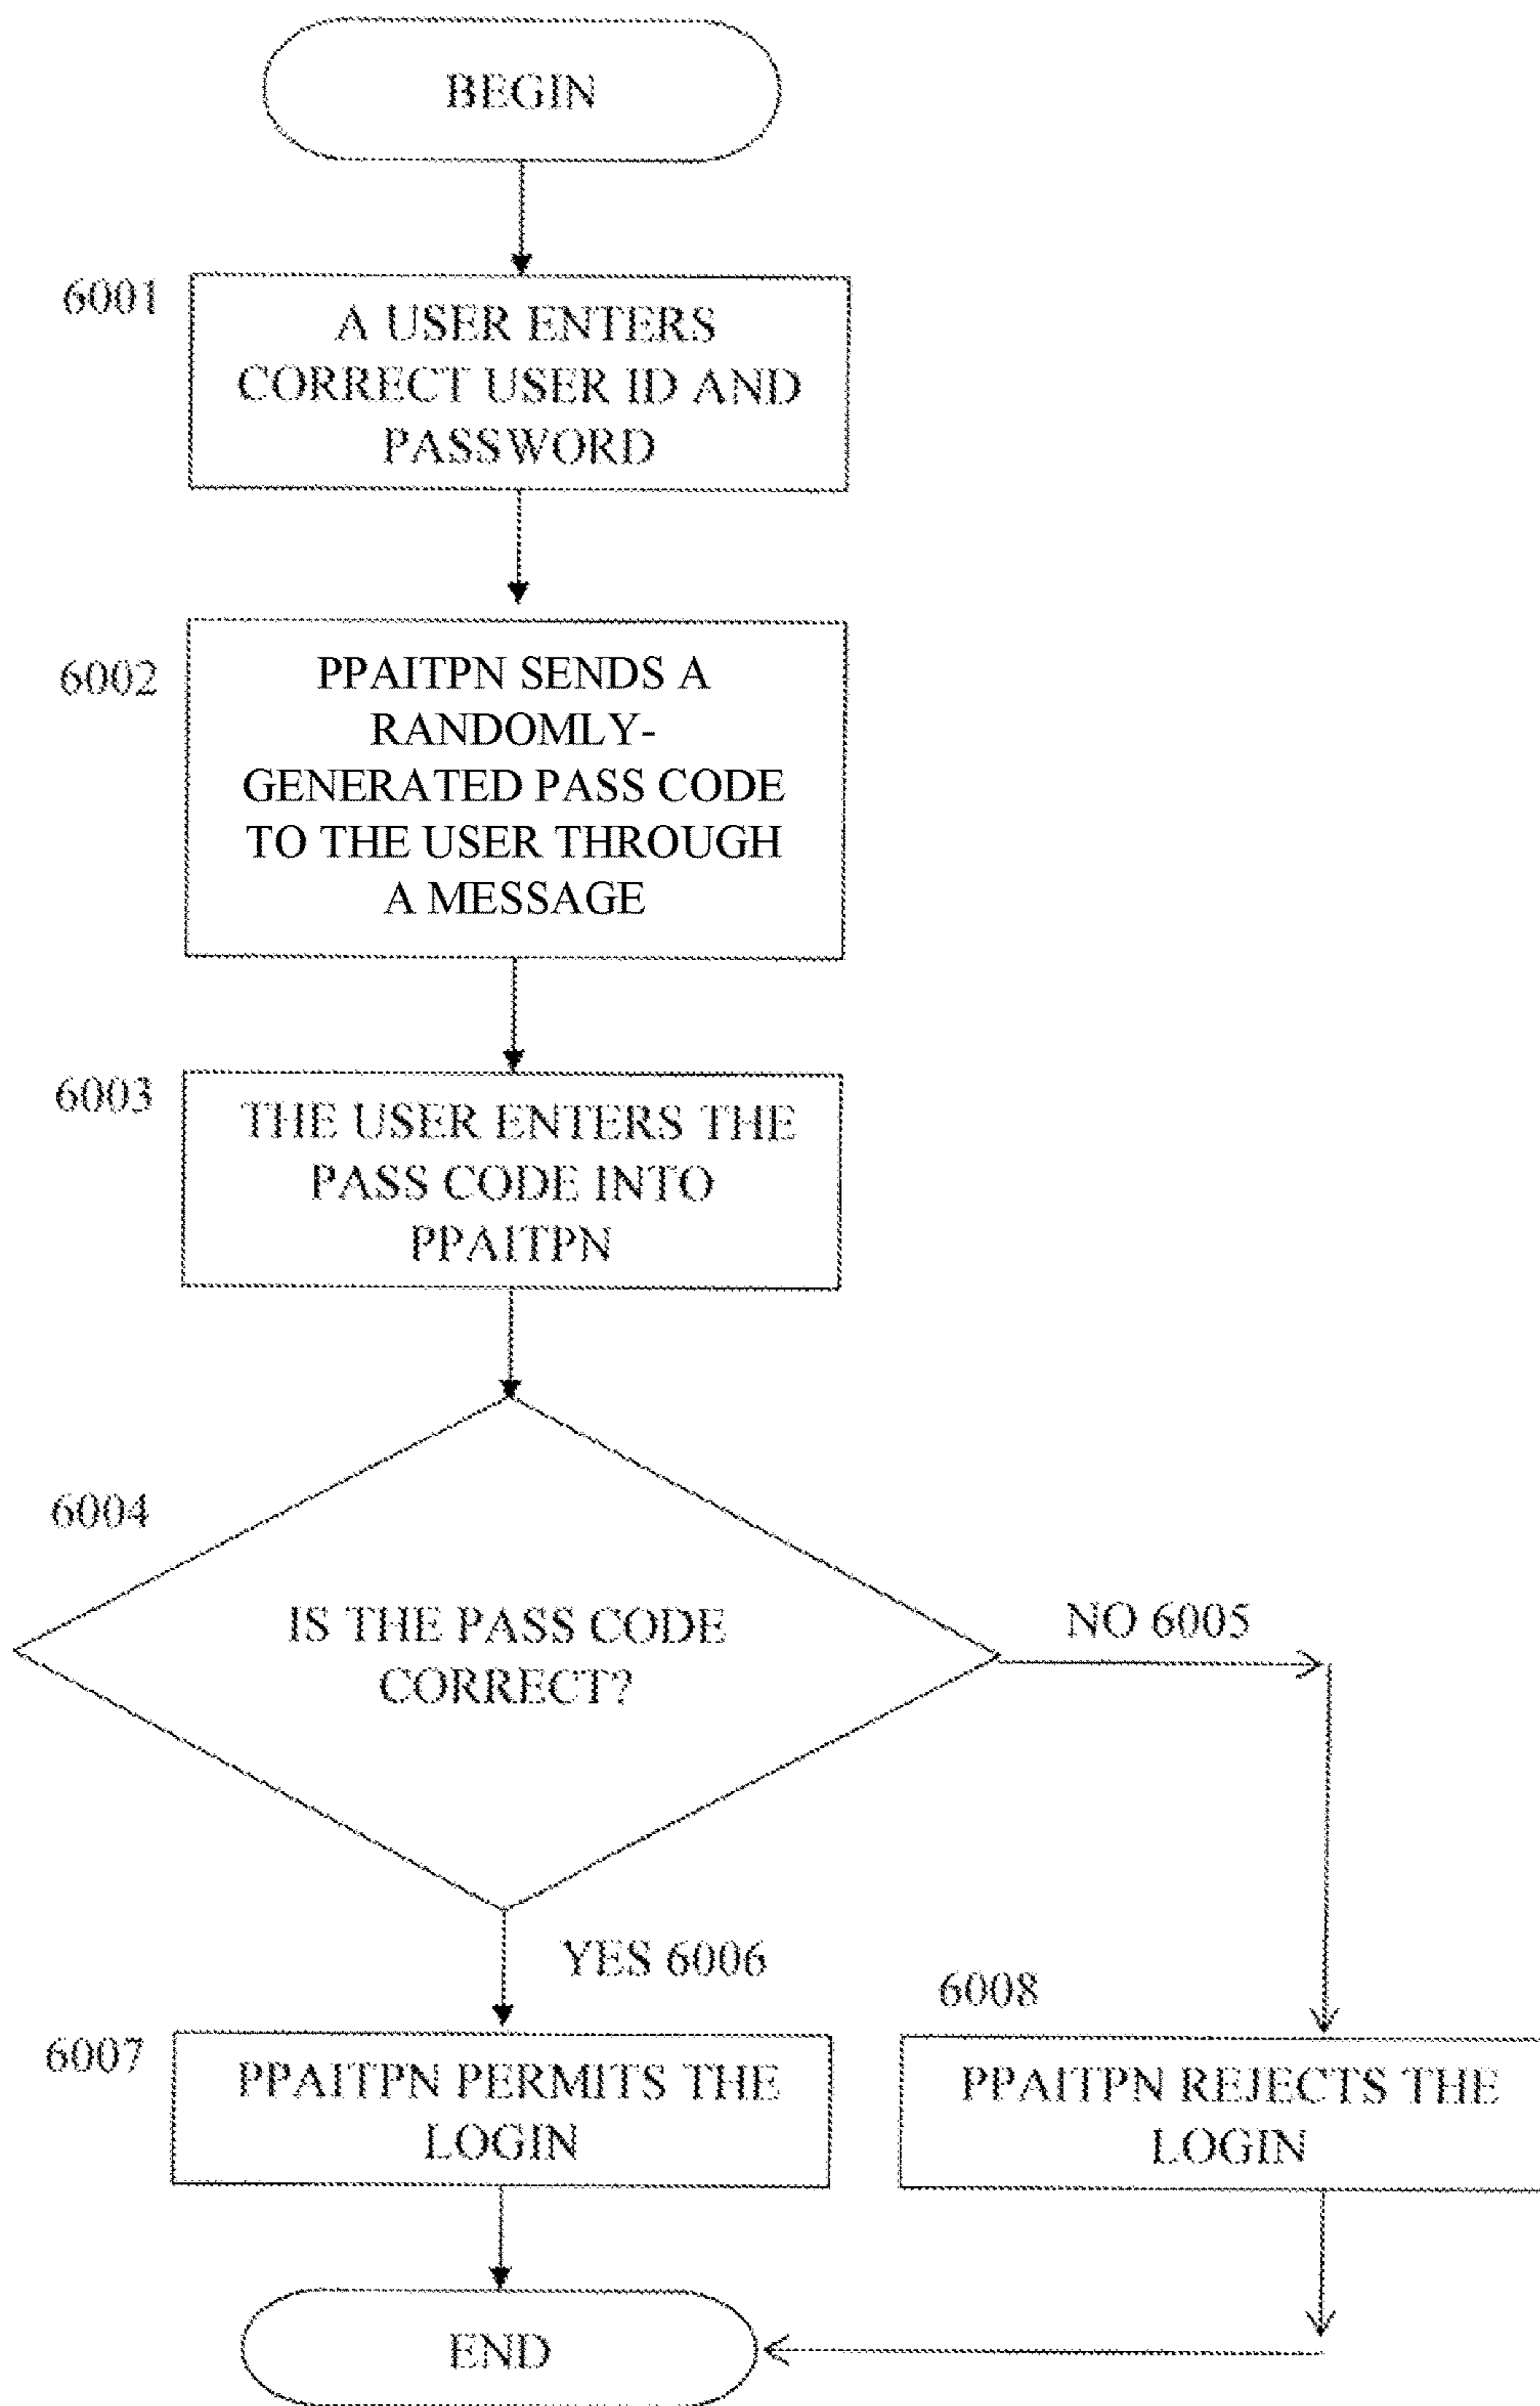 BEGIN
6001
A USER ENTERS
CORRECT USER ID AND
PASSWORD
6002
PPAITPN SENDS A
RANDOMLY-
GENERATED PASS CODE
TO THE USER THROUGH
A MESSAGE
6003
THE USER ENTERS THE
PASS CODE INTO
PPAITPN
6004
IS THE PASS CODE
CORRECT?
NO 6005
YES 6006
6007
PPAITPN PERMITS THE
LOGIN
6008
PPAITPN REJECTS THE
LOGIN
END